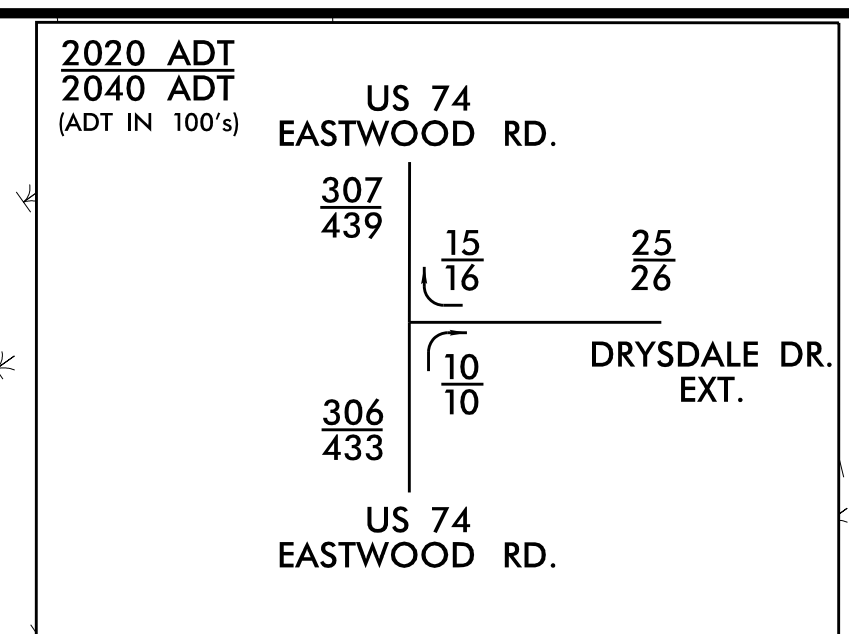 2020 ADT
2040 ADT
(ADT IN 100's)
US 74
EASTWOOD RD.
307
439
15
16
25
26
DRYSDALE DR.
EXT.
10
10
306
433
US 74
EASTWOOD RD.